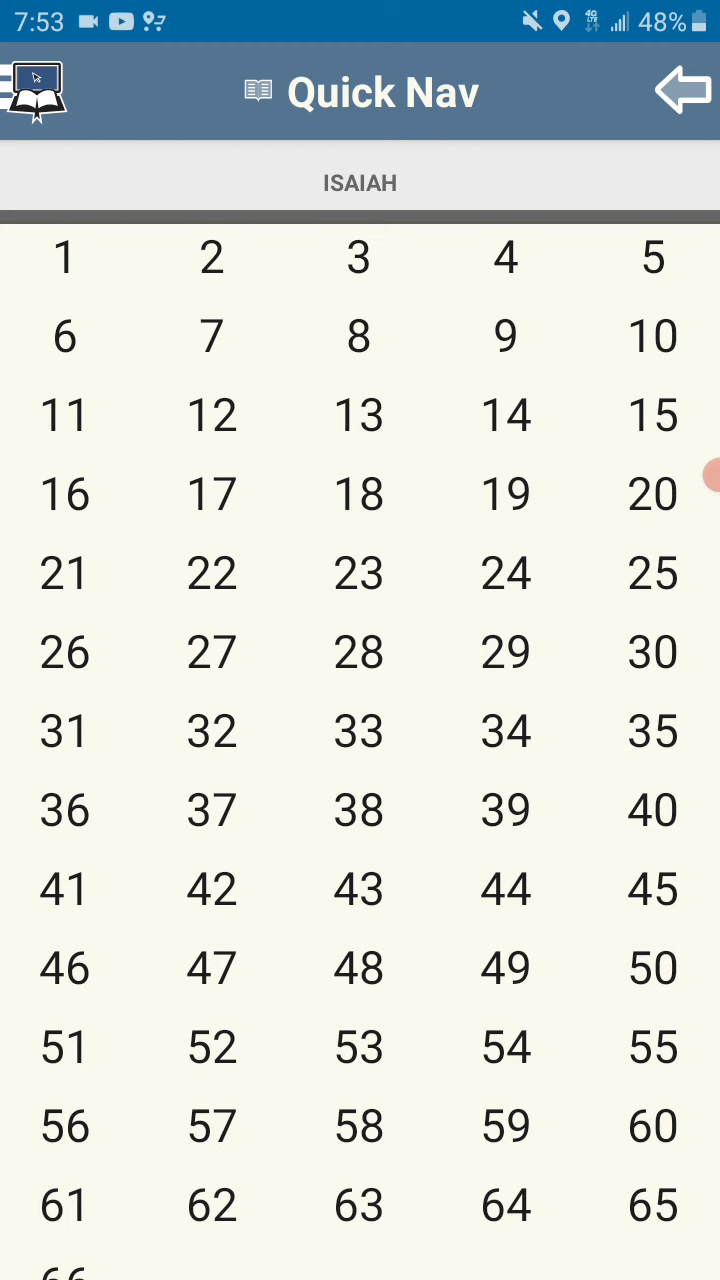 7:53 4G LTE 48%
Quick Nav
ISAIAH
1 2 3 4 5
6 7 8 9 10
11 12 13 14 15
16 17 18 19 20
21 22 23 24 25
26 27 28 29 30
31 32 33 34 35
36 37 38 39 40
41 42 43 44 45
46 47 48 49 50
51 52 53 54 55
56 57 58 59 60
61 62 63 64 65
66